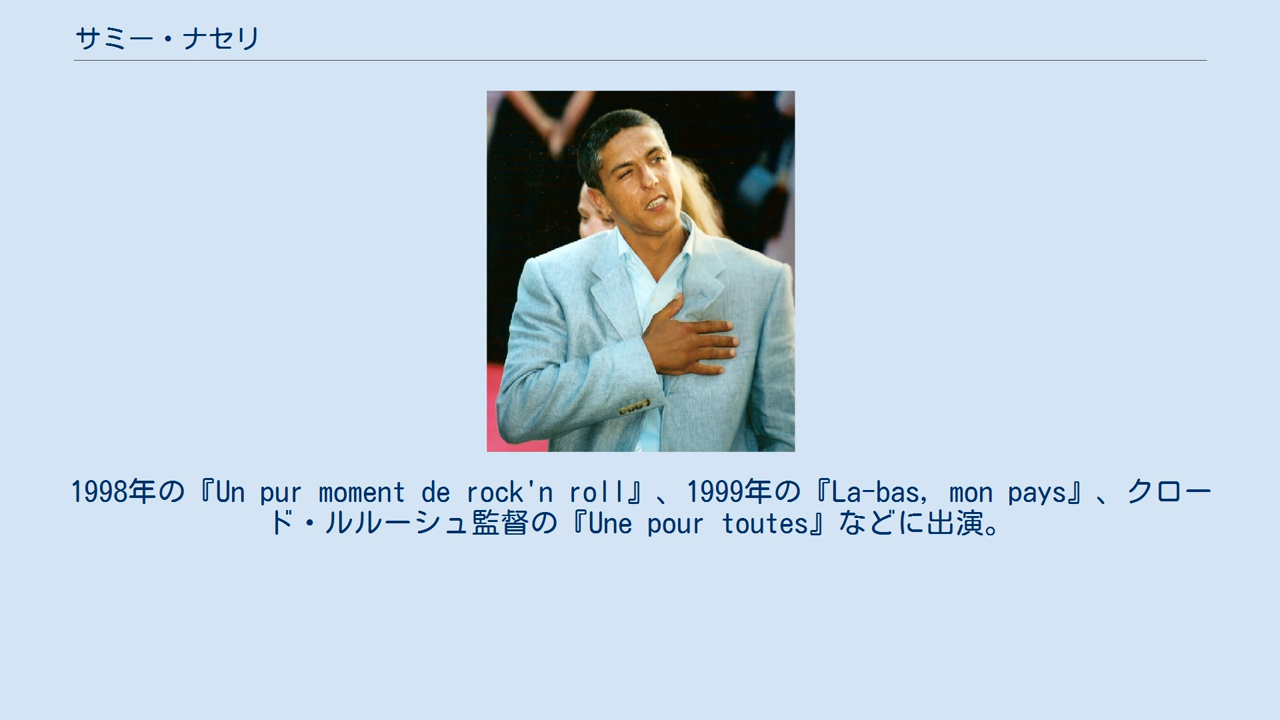 サミー・ナセリ
1998年の『Un pur moment de rock'n roll』、1999年の『La-bas, mon pays』、クロー
ド・ルルーシュ監督の『Une pour toutes』などに出演。